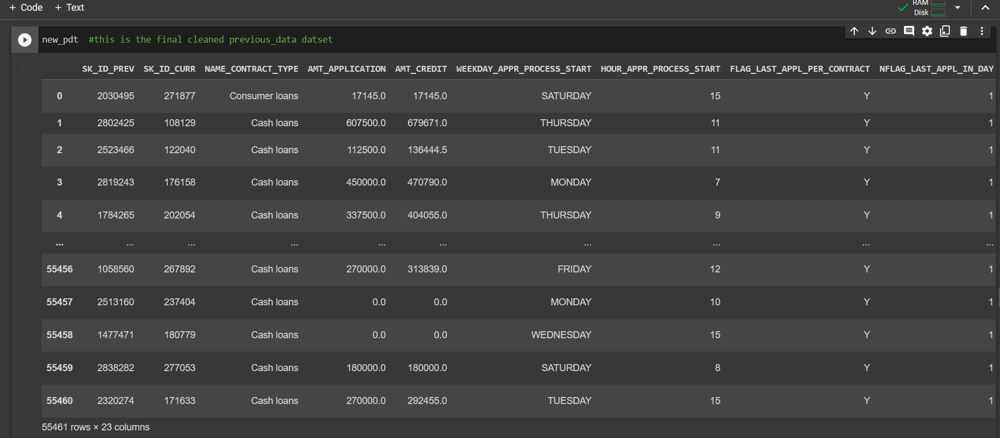 + Code + Text
RAM
Disk
new_pdt #this is the final cleaned previous_data datset
SK_ID_PREV SK_ID_CURR NAME_CONTRACT_TYPE AMT_APPLICATION AMT_CREDIT WEEKDAY_APPR_PROCESS_START HOUR_APPR_PROCESS_START FLAG_LAST_APPL_PER_CONTRACT NFLAG_LAST_APPL_IN_DAY
0 2030495 271877 Consumer loans 17145.0 17145.0 SATURDAY 15 Y 1
1 2802425 108129 Cash loans 607500.0 679671.0 THURSDAY 11 Y 1
2 2523466 122040 Cash loans 112500.0 136444.5 TUESDAY 11 Y 1
3 2819243 176158 Cash loans 450000.0 470790.0 MONDAY 7 Y 1
4 1784265 202054 Cash loans 337500.0 404055.0 THURSDAY 9 Y 1
... ... ... ... ... ... ... ... ... ...
55456 1058560 267892 Cash loans 270000.0 313839.0 FRIDAY 12 Y 1
55457 2513160 237404 Cash loans 0.0 0.0 MONDAY 10 Y 1
55458 1477471 180779 Cash loans 0.0 0.0 WEDNESDAY 15 Y 1
55459 2838282 277053 Cash loans 180000.0 180000.0 SATURDAY 8 Y 1
55460 2320274 171633 Cash loans 270000.0 292455.0 TUESDAY 15 Y 1
55461 rows × 23 columns